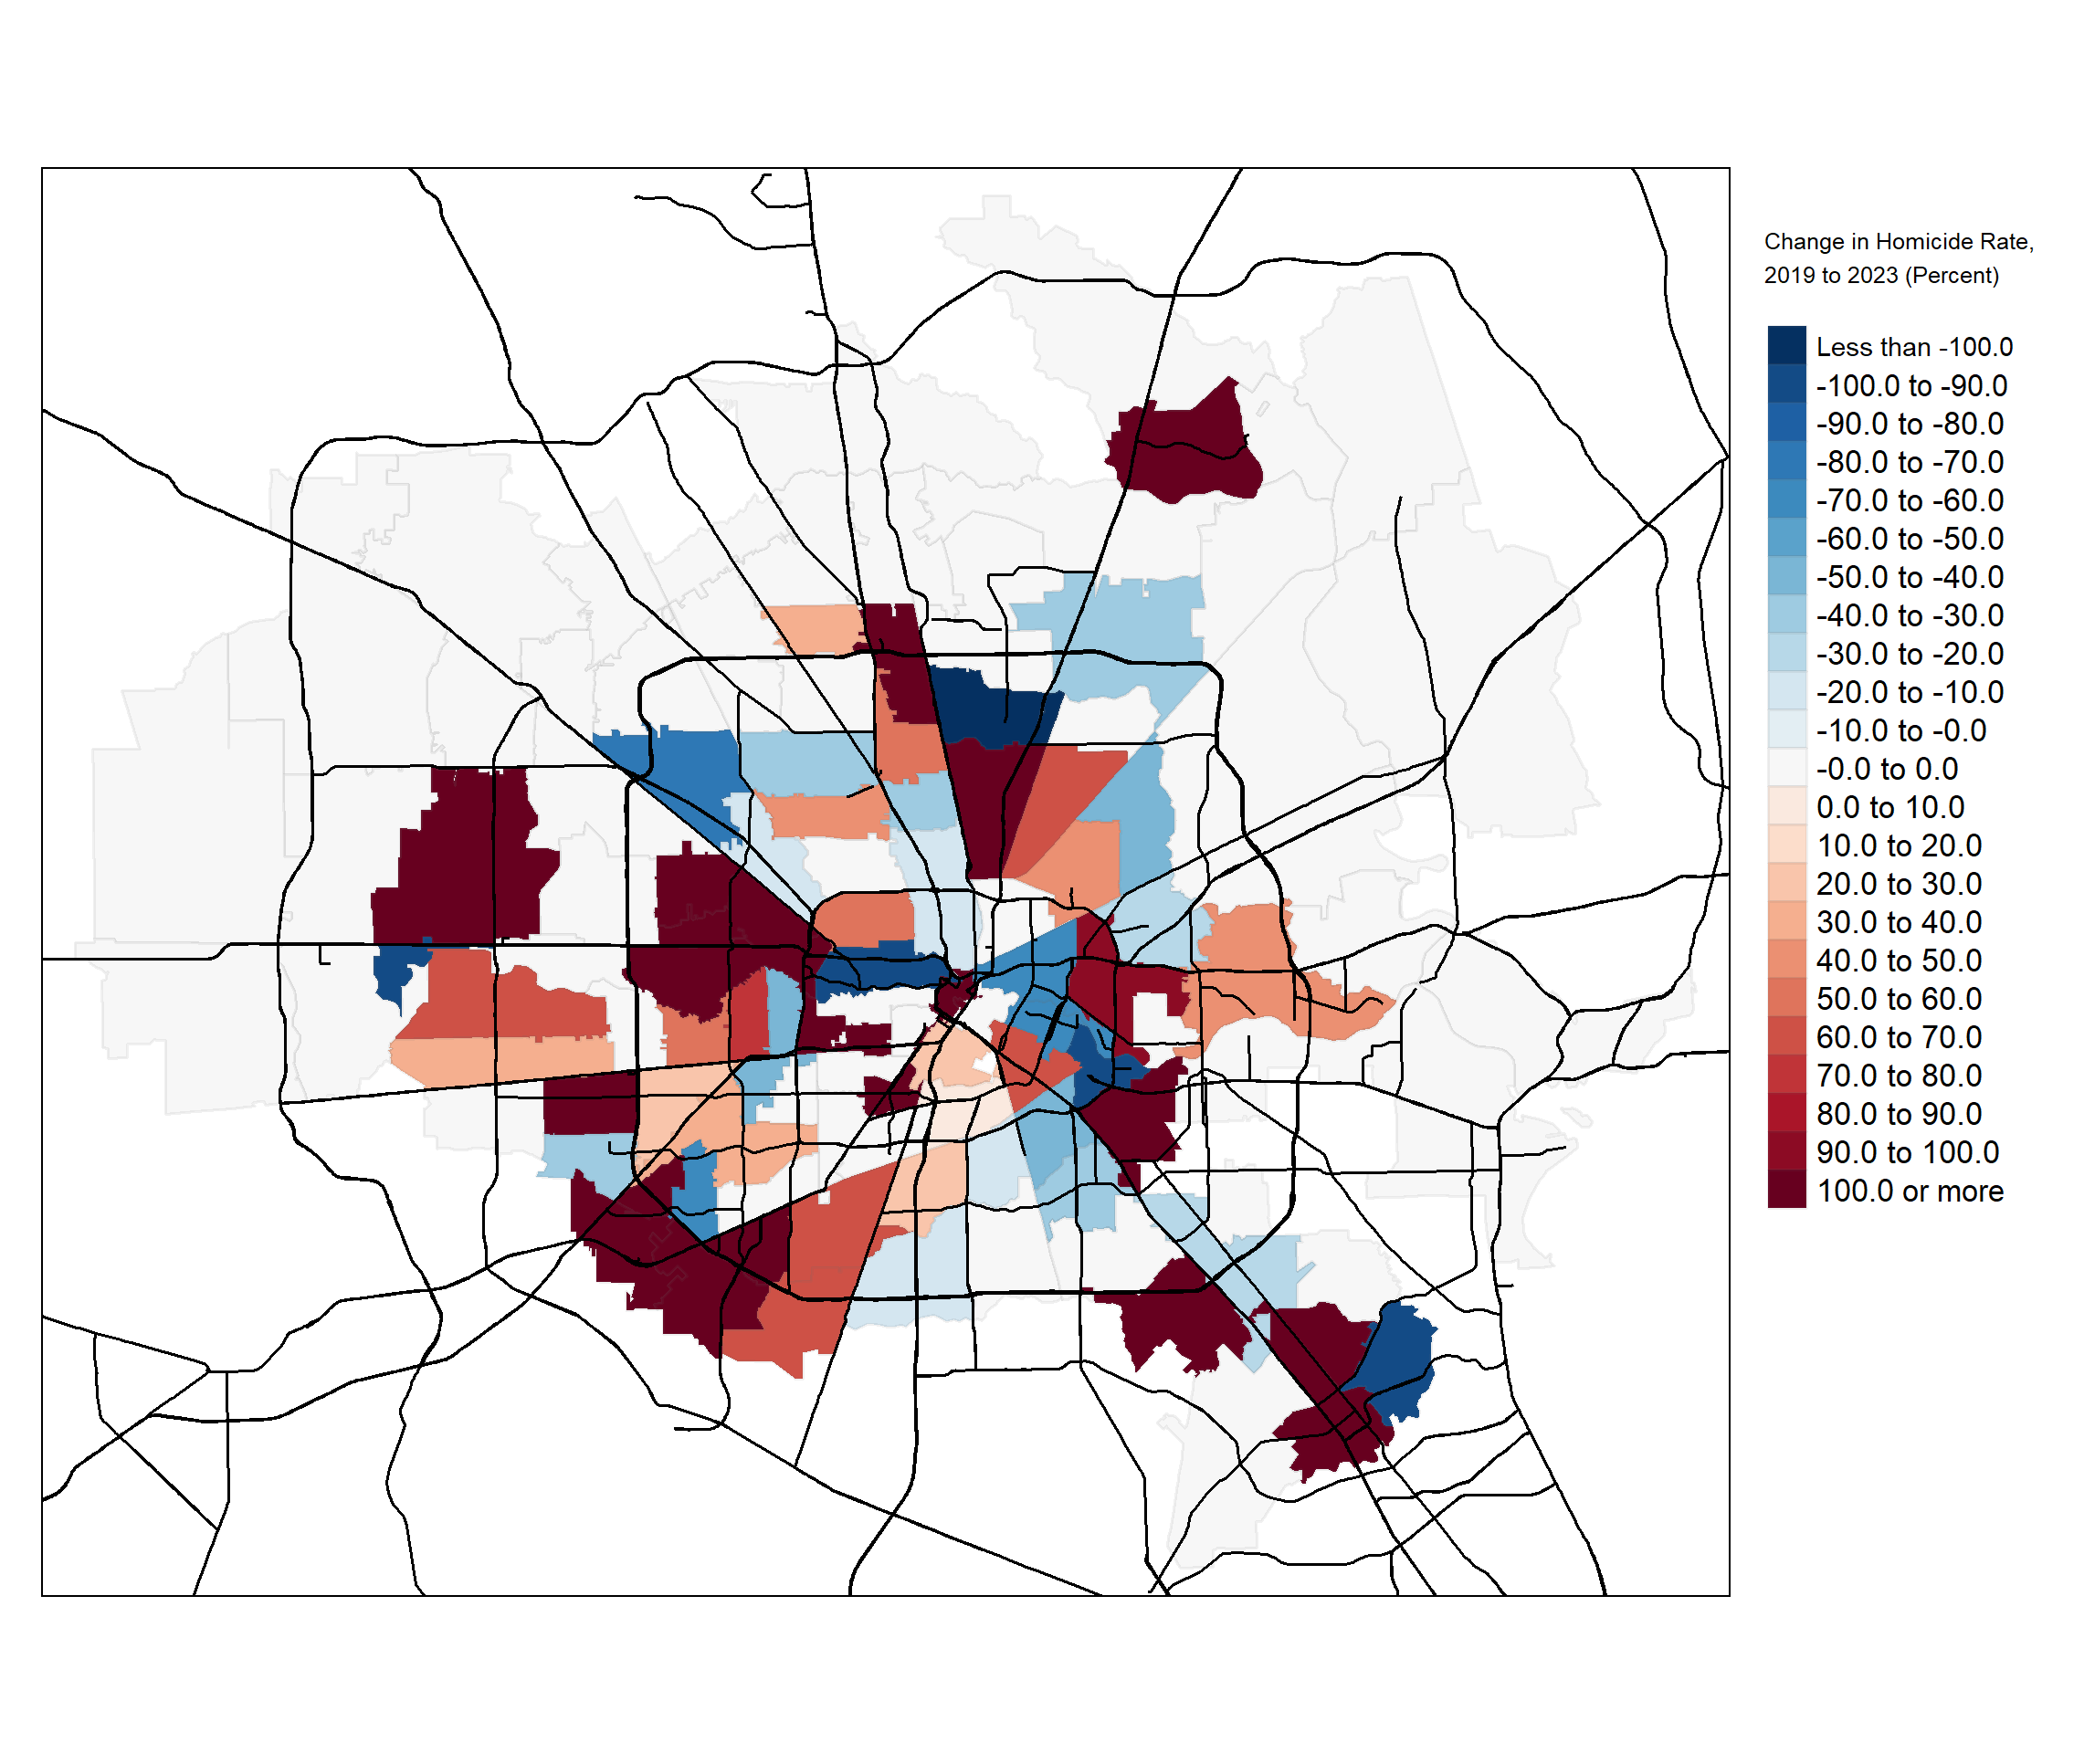 Change in Homicide Rate,
2019 to 2023 (Percent)
Less than -100.0
-100.0 to -90.0
-90.0 to -80.0
-80.0 to -70.0
-70.0 to -60.0
-60.0 to -50.0
-50.0 to -40.0
-40.0 to -30.0
-30.0 to -20.0
-20.0 to -10.0
-10.0 to -0.0
-0.0 to 0.0
0.0 to 10.0
10.0 to 20.0
20.0 to 30.0
30.0 to 40.0
40.0 to 50.0
50.0 to 60.0
60.0 to 70.0
70.0 to 80.0
80.0 to 90.0
90.0 to 100.0
100.0 or more